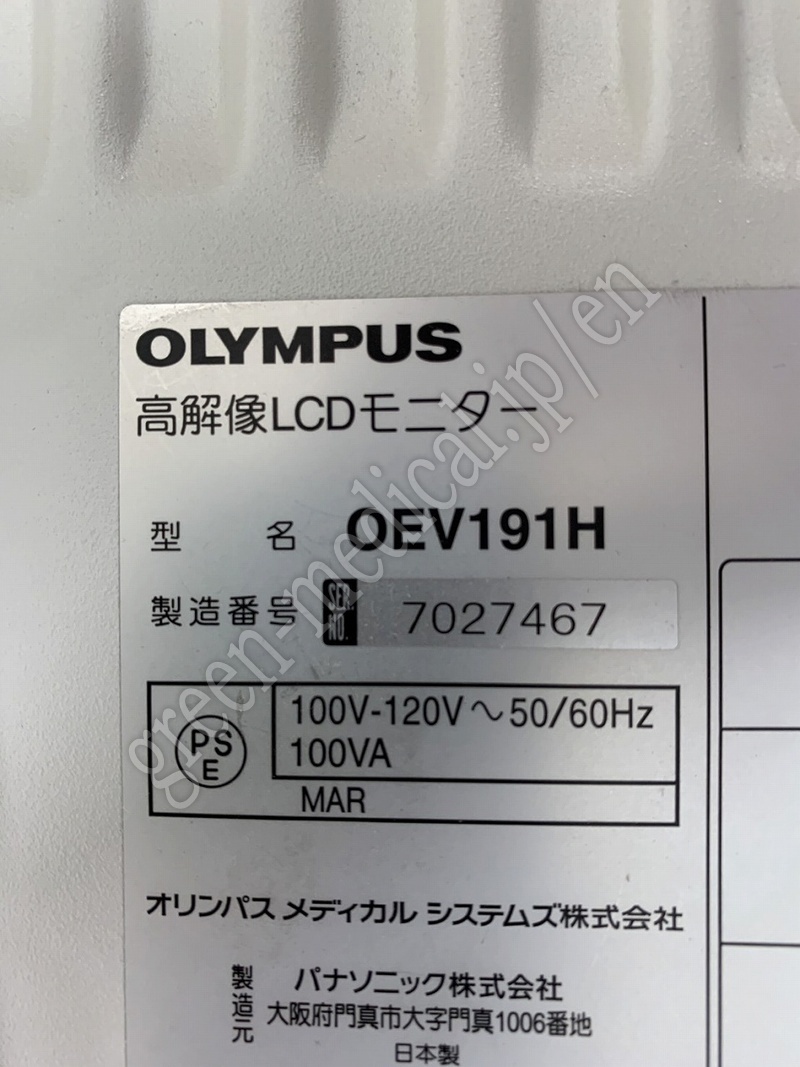 OLYMPUS
高解像LCDモニター
型 名 OEV191H
製造番号 SER. NO. 7027467
PS E
100V-120V～50/60Hz
100VA
MAR
オリンパス メディカル システムズ株式会社
製造元 パナソニック株式会社
大阪府門真市大字門真1006番地
日本製
green-medical.jp/en